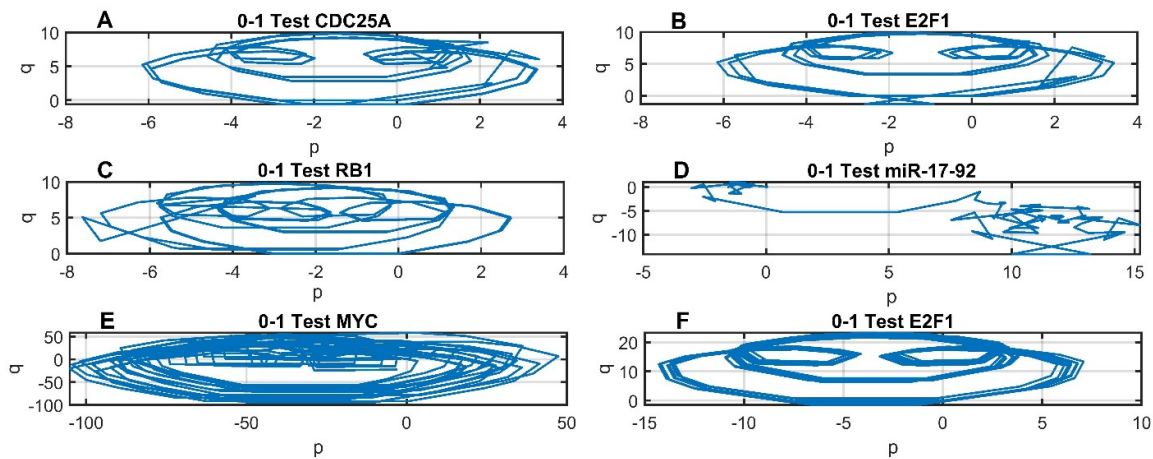 A 0-1 Test CDC25A
10
5
0
q
-8 -6 -4 -2 0 2 4
p
B 0-1 Test E2F1
10
5
0
q
-8 -6 -4 -2 0 2 4
p
C 0-1 Test RB1
10
5
0
q
-8 -6 -4 -2 0 2 4
p
D 0-1 Test miR-17-92
0
-5
-10
q
-5 0 5 10 15
p
E 0-1 Test MYC
50
0
-50
-100
q
-100 -50 0 50
p
F 0-1 Test E2F1
20
10
0
q
-15 -10 -5 0 5 10
p